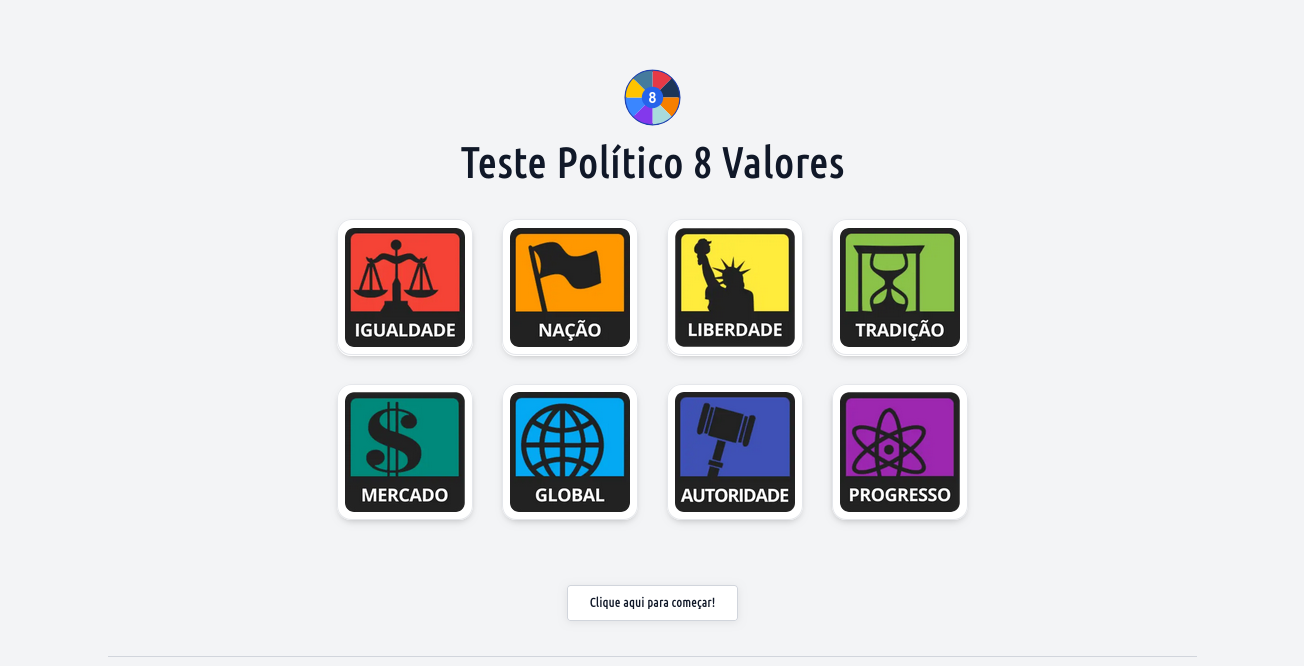 8
Teste Político 8 Valores
IGUALDADE
NAÇÃO
LIBERDADE
TRADIÇÃO
MERCADO
GLOBAL
AUTORIDADE
PROGRESSO
Clique aqui para começar!